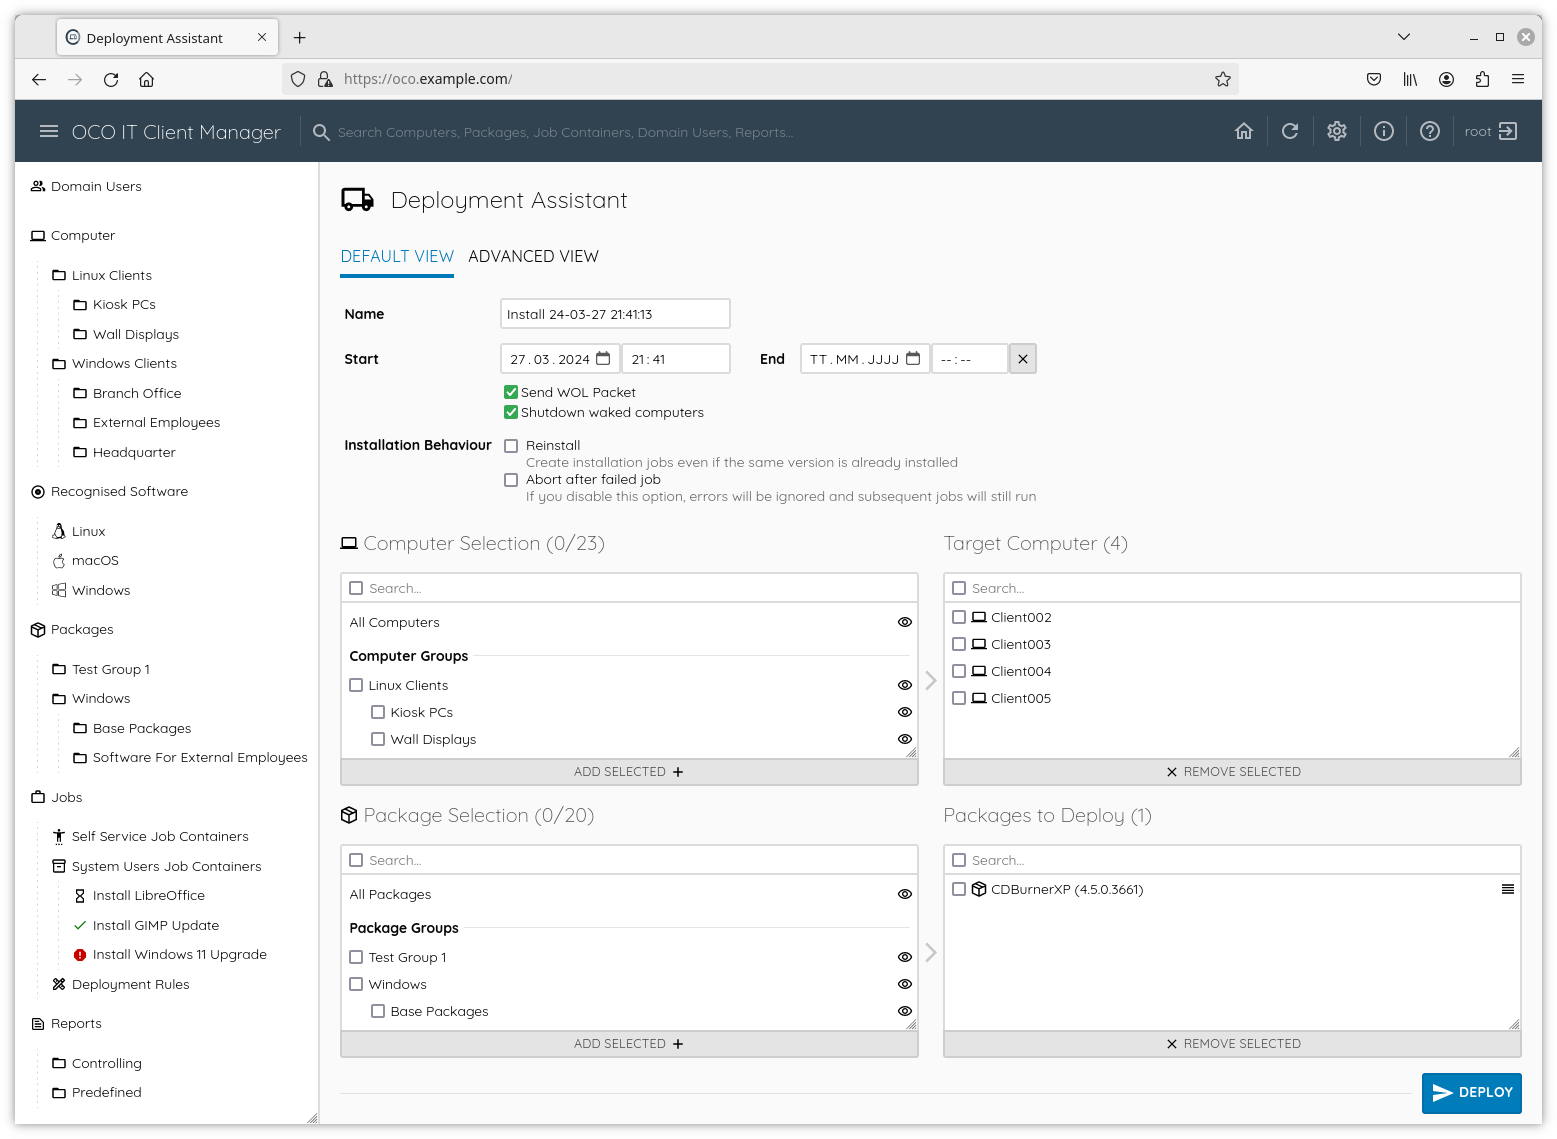 Deployment Assistant
https://oco.example.com/
OCO IT Client Manager
Search Computers, Packages, Job Containers, Domain Users, Reports...
root
Domain Users
Computer
Linux Clients
Kiosk PCs
Wall Displays
Windows Clients
Branch Office
External Employees
Headquarter
Recognised Software
Linux
macOS
Windows
Packages
Test Group 1
Windows
Base Packages
Software For External Employees
Jobs
Self Service Job Containers
System Users Job Containers
Install LibreOffice
Install GIMP Update
Install Windows 11 Upgrade
Deployment Rules
Reports
Controlling
Predefined
Deployment Assistant
DEFAULT VIEW ADVANCED VIEW
Name Install 24-03-27 21:41:13
Start 27.03.2024 21:41 End TT.MM.JJJJ --:--
Send WOL Packet
Shutdown waked computers
Installation Behaviour Reinstall
Create installation jobs even if the same version is already installed
Abort after failed job
If you disable this option, errors will be ignored and subsequent jobs will still run
Computer Selection (0/23)
Search...
All Computers
Computer Groups
Linux Clients
Kiosk PCs
Wall Displays
ADD SELECTED
Target Computer (4)
Search...
Client002
Client003
Client004
Client005
REMOVE SELECTED
Package Selection (0/20)
Search...
All Packages
Package Groups
Test Group 1
Windows
Base Packages
ADD SELECTED
Packages to Deploy (1)
Search...
CDBurnerXP (4.5.0.3661)
REMOVE SELECTED
DEPLOY